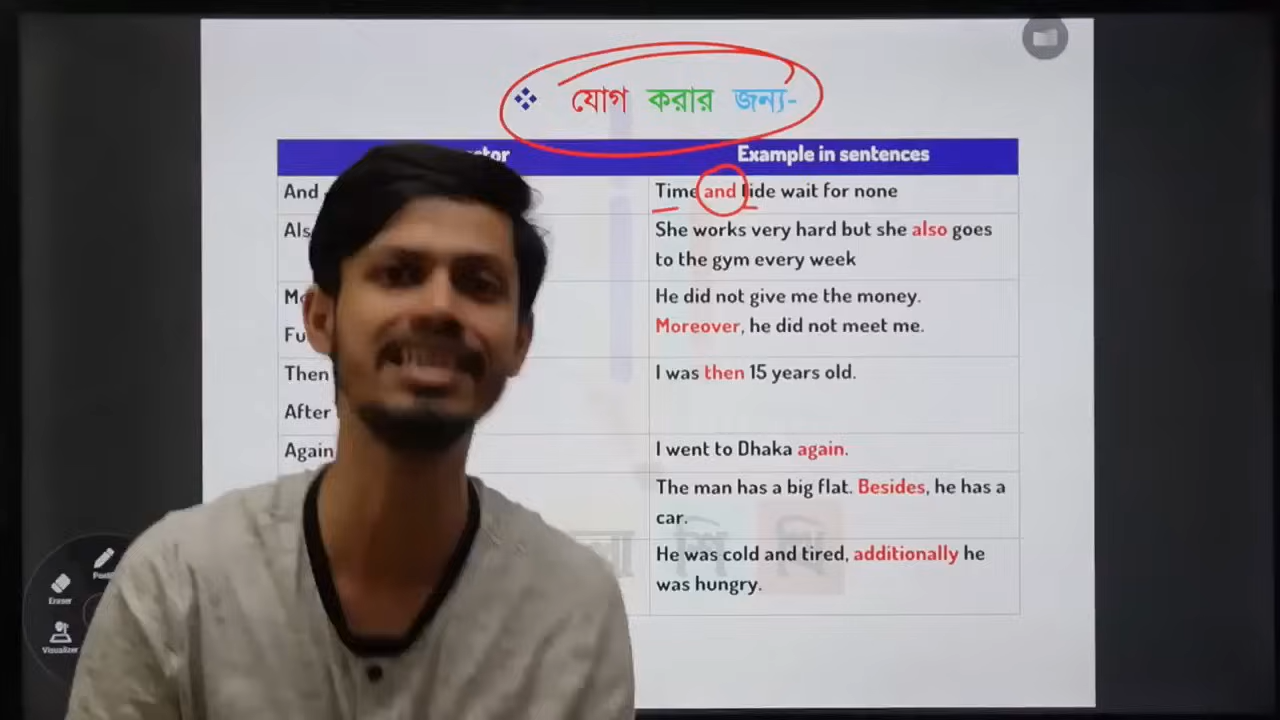 ❖ যোগ করার জন্য-
Example in sentences
And
Time and tide wait for none
She works very hard but she also goes
to the gym every week
He did not give me the money.
Moreover, he did not meet me.
Then
I was then 15 years old.
After
Again
I went to Dhaka again.
The man has a big flat. Besides, he has a
car.
He was cold and tired, additionally he
was hungry.
Eraser
Visualizer